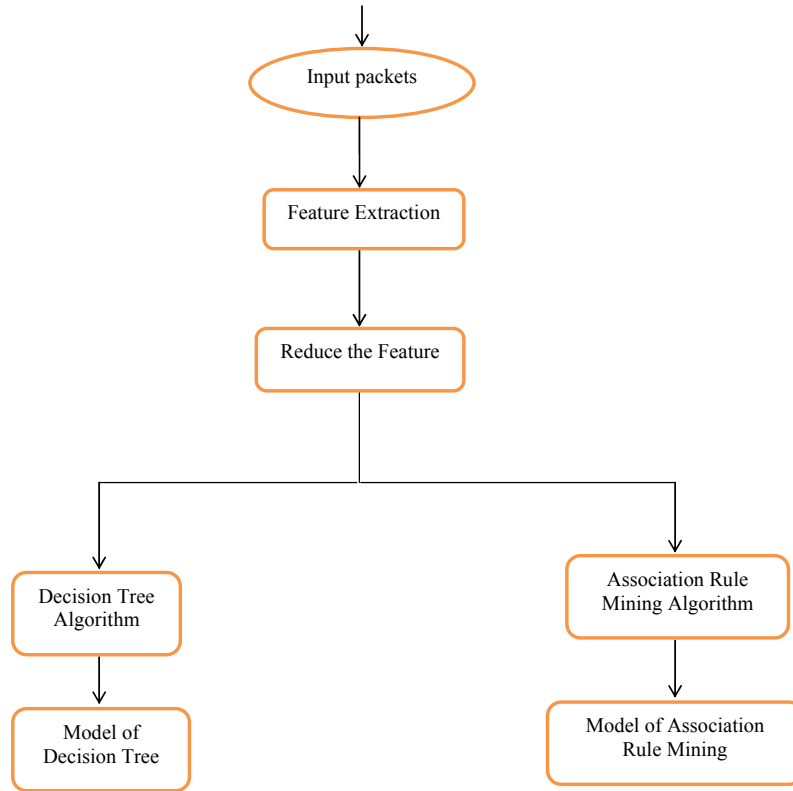 Input packets
Feature Extraction
Reduce the Feature
Decision Tree
Algorithm
Association Rule
Mining Algorithm
Model of
Decision Tree
Model of Association
Rule Mining